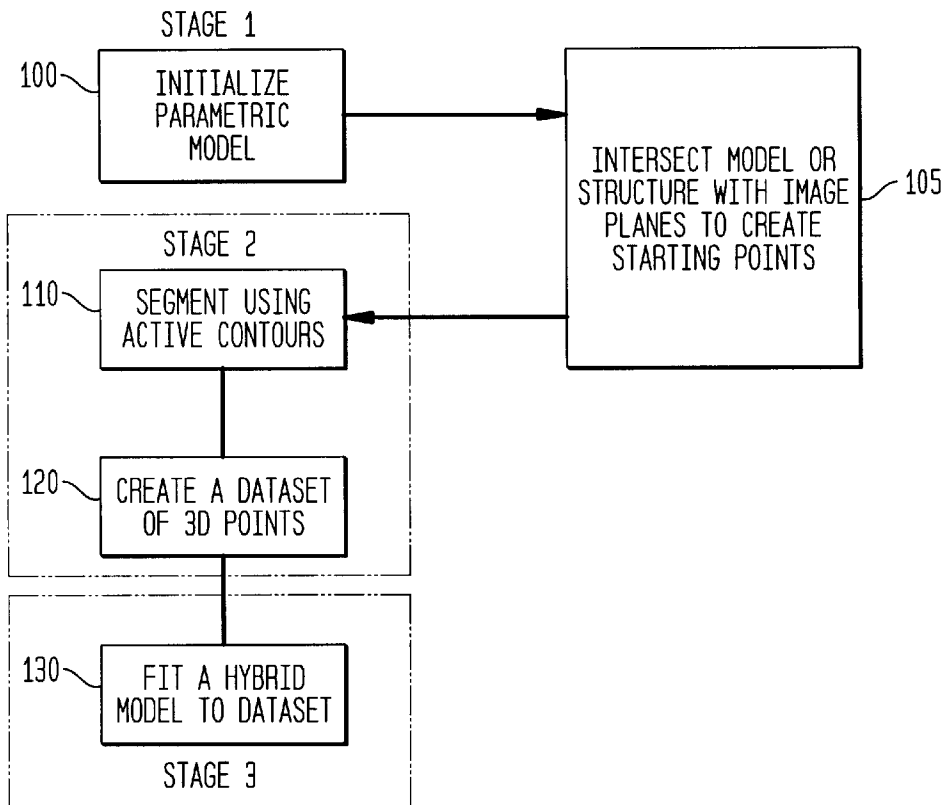 STAGE 1
100
INITIALIZE
PARAMETRIC
MODEL
INTERSECT MODEL OR
STRUCTURE WITH IMAGE
PLANES TO CREATE
STARTING POINTS
105
STAGE 2
110
SEGMENT USING
ACTIVE CONTOURS
120
CREATE A DATASET
OF 3D POINTS
130
FIT A HYBRID
MODEL TO DATASET
STAGE 3